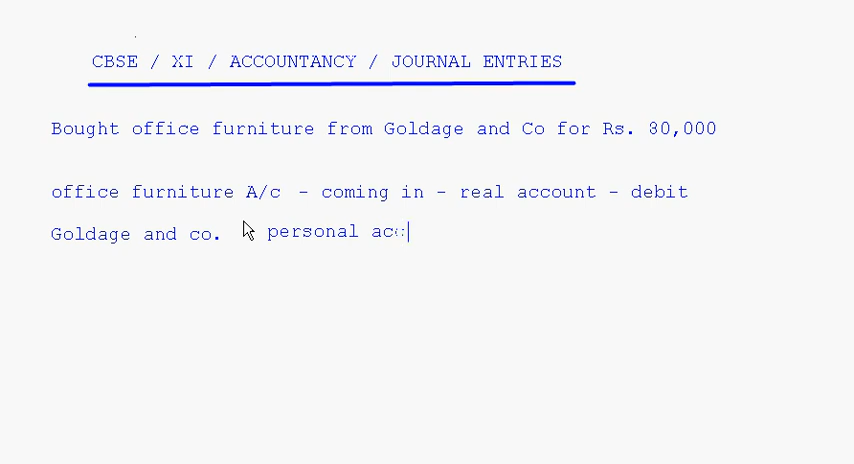 CBSE / XI / ACCOUNTANCY / JOURNAL ENTRIES
Bought office furniture from Goldage and Co for Rs. 30,000
office furniture A/c - coming in - real account - debit
Goldage and co. personal acc